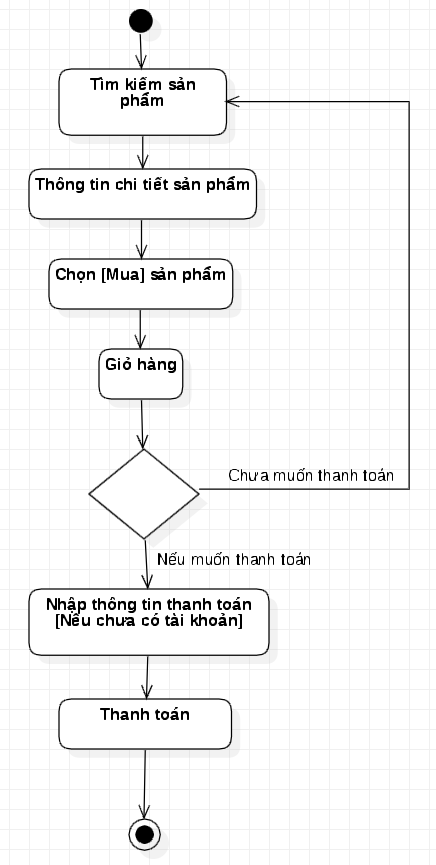 Tìm kiếm sản
phẩm
Thông tin chi tiết sản phẩm
Chọn [Mua] sản phẩm
Giỏ hàng
Chưa muốn thanh toán
Nếu muốn thanh toán
Nhập thông tin thanh toán
[Nếu chưa có tài khoản]
Thanh toán